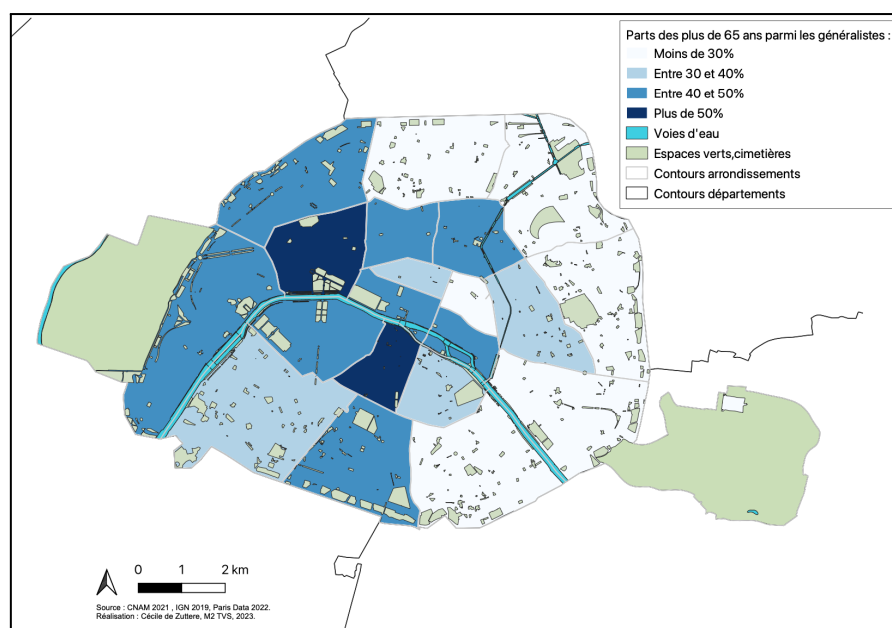 Parts des plus de 65 ans parmi les généralistes :
Moins de 30%
Entre 30 et 40%
Entre 40 et 50%
Plus de 50%
Voies d'eau
Espaces verts,cimetières
Contours arrondissements
Contours départements
0 1 2 km
Source : CNAM 2021 , IGN 2019, Paris Data 2022.
Réalisation : Cécile de Zuttere, M2 TVS, 2023.